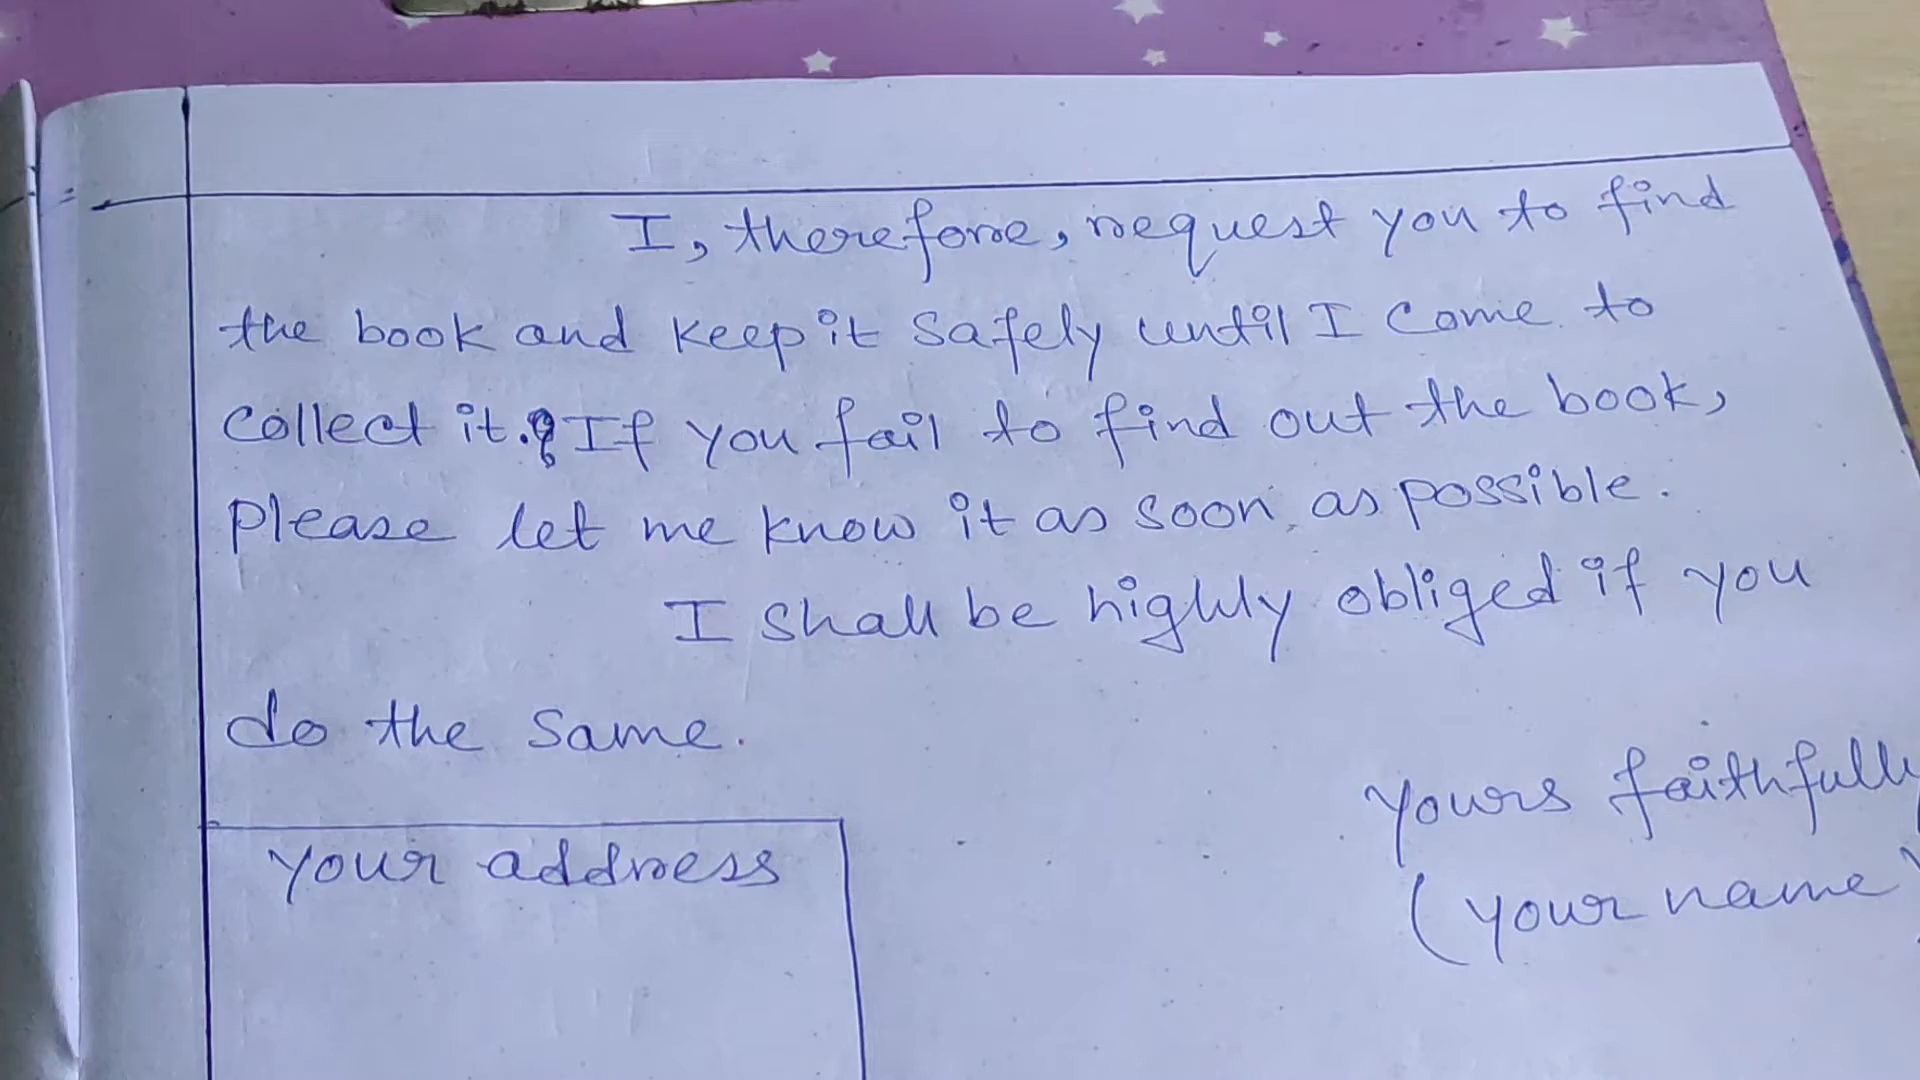 I, therefore, request you to find
the book and keep it safely until I come to
collect it. If you fail to find out the book,
please let me know it as soon as possible.
I shall be highly obliged if you
do the same.
Yours faithfully
(your name)
Your address